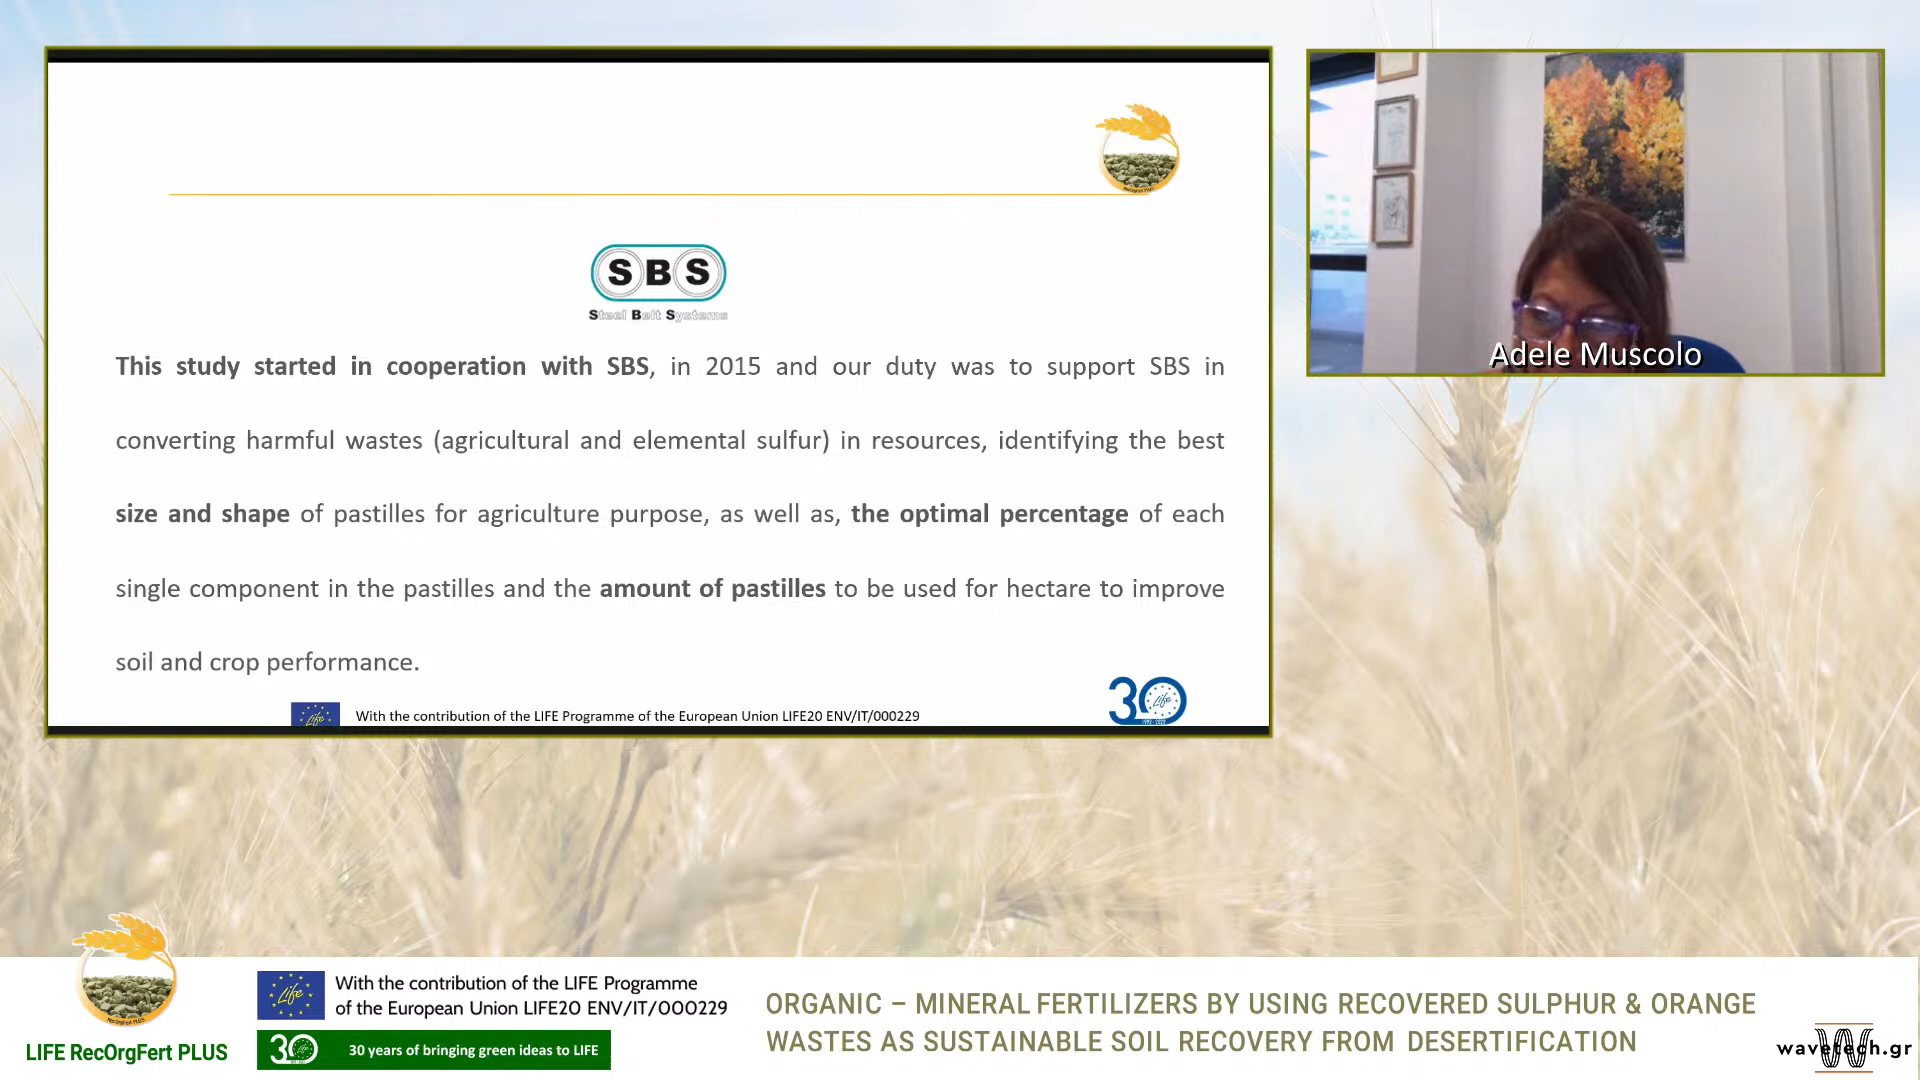 SBS
Steel Belt Systems
This study started in cooperation with SBS, in 2015 and our duty was to support SBS in
converting harmful wastes (agricultural and elemental sulfur) in resources, identifying the best
size and shape of pastilles for agriculture purpose, as well as, the optimal percentage of each
single component in the pastilles and the amount of pastilles to be used for hectare to improve
soil and crop performance.
Life
With the contribution of the LIFE Programme of the European Union LIFE20 ENV/IT/000229
30
Life
Adele Muscolo
LIFE RecOrgFert PLUS
Life
With the contribution of the LIFE Programme
of the European Union LIFE20 ENV/IT/000229
30
30 years of bringing green ideas to LIFE
ORGANIC – MINERAL FERTILIZERS BY USING RECOVERED SULPHUR & ORANGE
WASTES AS SUSTAINABLE SOIL RECOVERY FROM DESERTIFICATION
wavetech.gr